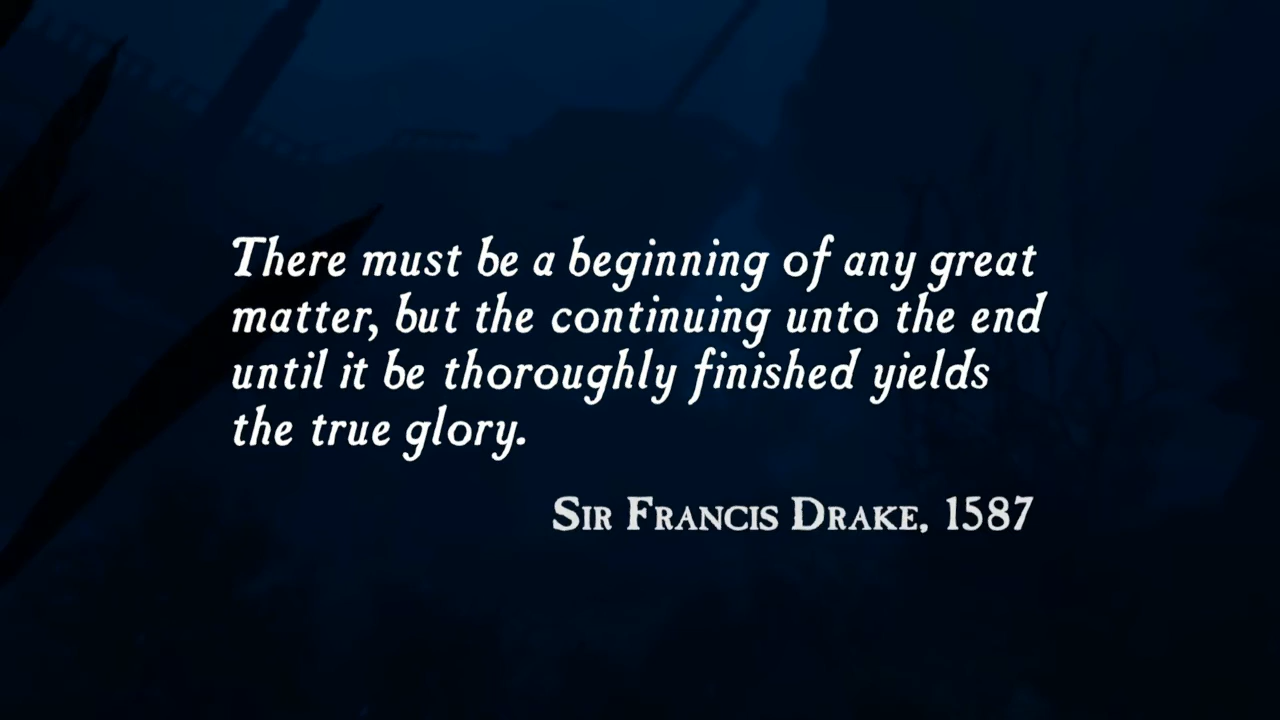 There must be a beginning of any great
matter, but the continuing unto the end
until it be thoroughly finished yields
the true glory.
Sir Francis Drake, 1587